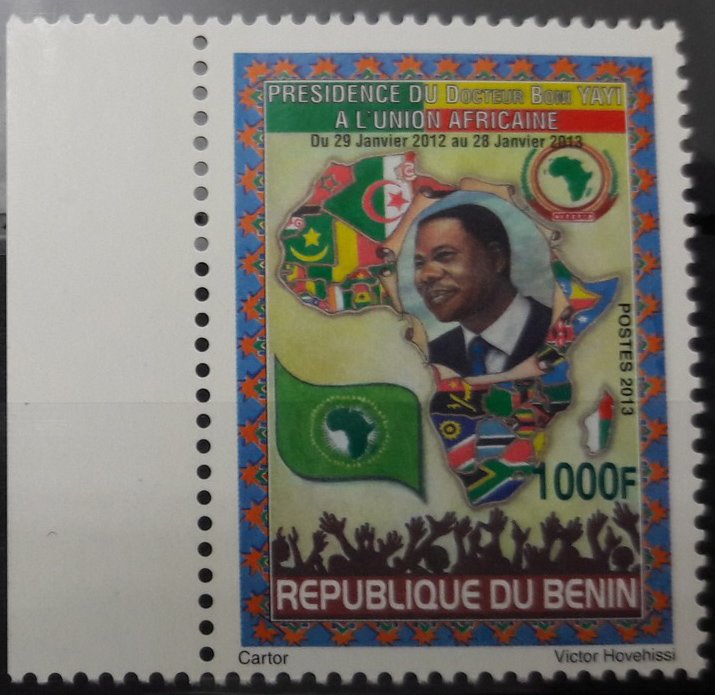 PRESIDENCE DU DOCTEUR BONI YAYI
A L'UNION AFRICAINE
Du 29 Janvier 2012 au 28 Janvier 2013
POSTES 2013
1000F
REPUBLIQUE DU BENIN
Cartor
Victor Hovehissi